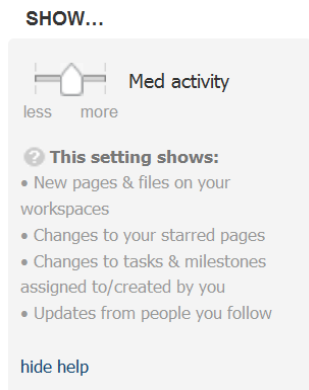 SHOW...
Med activity
less more
? This setting shows:
• New pages & files on your
workspaces
• Changes to your starred pages
• Changes to tasks & milestones
assigned to/created by you
• Updates from people you follow
hide help